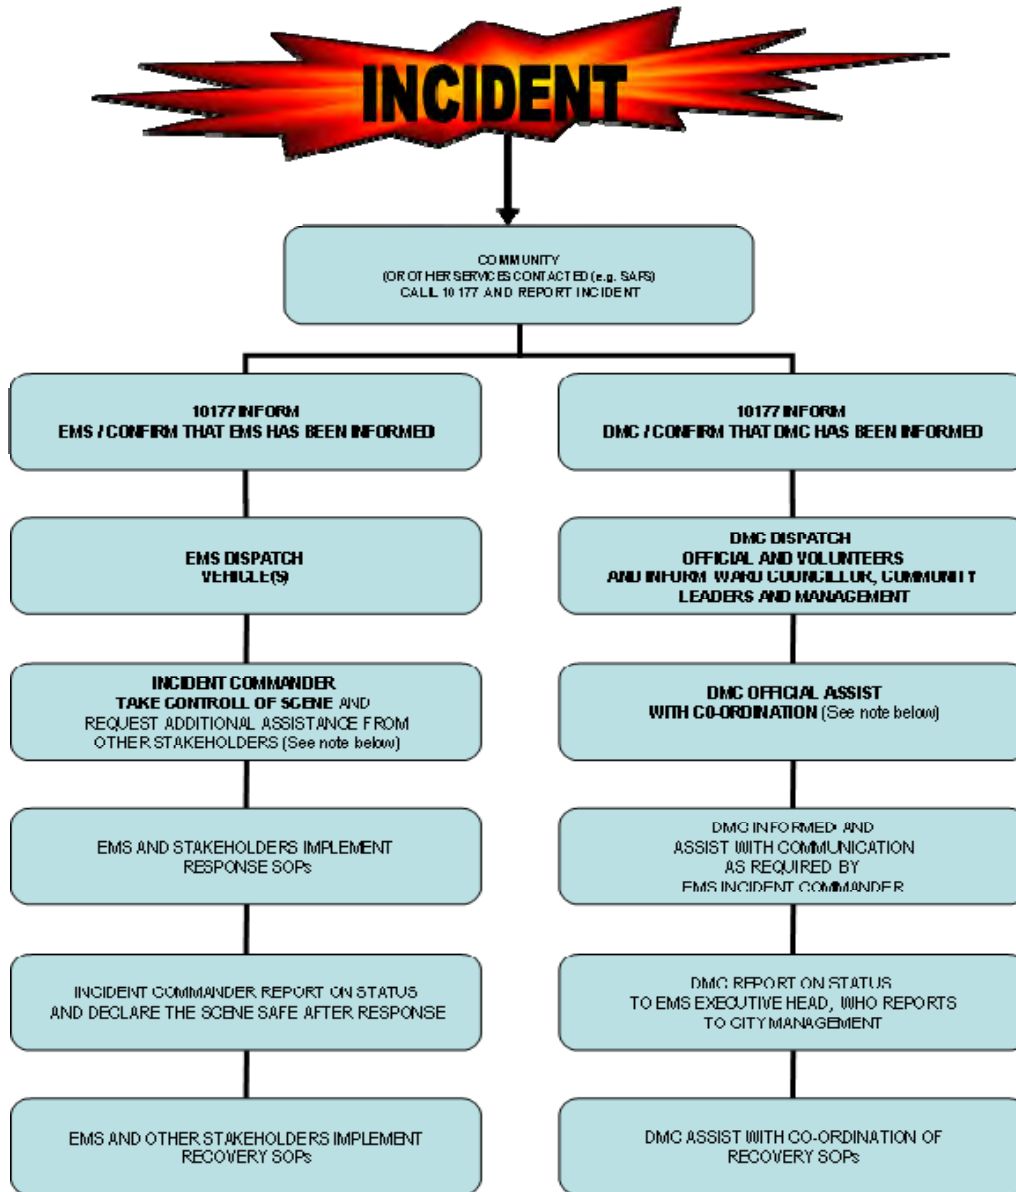 INCIDENT
COMMUNITY
(OR OTHER SERVICES CONTACTED (e.g. SAPS)
CALL 10177 AND REPORT INCIDENT
10177 INFORM
EMS / CONFIRM THAT EMS HAS BEEN INFORMED
10177 INFORM
DMC / CONFIRM THAT DMC HAS BEEN INFORMED
EMS DISPATCH
VEHICLE(S)
DMC DISPATCH
OFFICIAL AND VOLUNTEERS
AND INFORM WARD COUNCILLOR, COMMUNITY
LEADERS AND MANAGEMENT
INCIDENT COMMANDER
TAKE CONTROLL OF SCENE AND
REQUEST ADDITIONAL ASSISTANCE FROM
OTHER STAKEHOLDERS (See note below)
DMC OFFICIAL ASSIST
WITH CO-ORDINATION (See note below)
EMS AND STAKEHOLDERS IMPLEMENT
RESPONSE SOPs
DMC INFORMED AND
ASSIST WITH COMMUNICATION
AS REQUIRED BY
EMS INCIDENT COMMANDER
INCIDENT COMMANDER REPORT ON STATUS
AND DECLARE THE SCENE SAFE AFTER RESPONSE
DMC REPORT ON STATUS
TO EMS EXECUTIVE HEAD, WHO REPORTS
TO CITY MANAGEMENT
EMS AND OTHER STAKEHOLDERS IMPLEMENT
RECOVERY SOPs
DMC ASSIST WITH CO-ORDINATION OF
RECOVERY SOPs